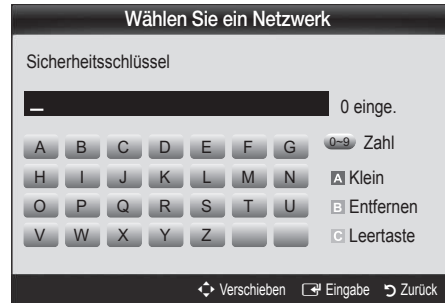 Wählen Sie ein Netzwerk
Sicherheitsschlüssel
_ 0 einge.
A B C D E F G 0~9 Zahl
H I J K L M N A Klein
O P Q R S T U B Entfernen
V W X Y Z C Leertaste
Verschieben Eingabe Zurück